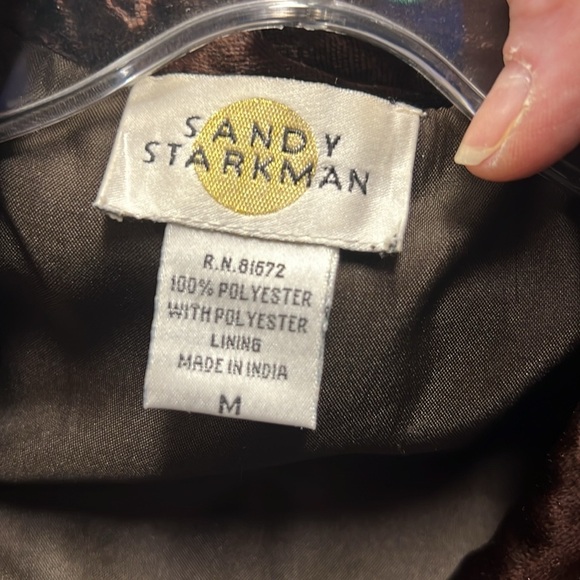 SANDY
STARKMAN
R.N.81572
100% POLYESTER
WITH POLYESTER
LINING
MADE IN INDIA
M